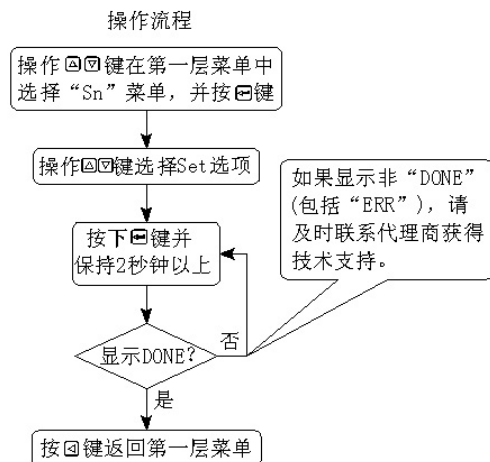 操作流程
操作△▽键在第一层菜单中
选择“Sn”菜单，并按↵键
操作△▽键选择Set选项
按下↵键并
保持2秒钟以上
如果显示非“DONE”
(包括“ERR”)，请
及时联系代理商获得
技术支持。
显示DONE?
否
是
按◁键返回第一层菜单